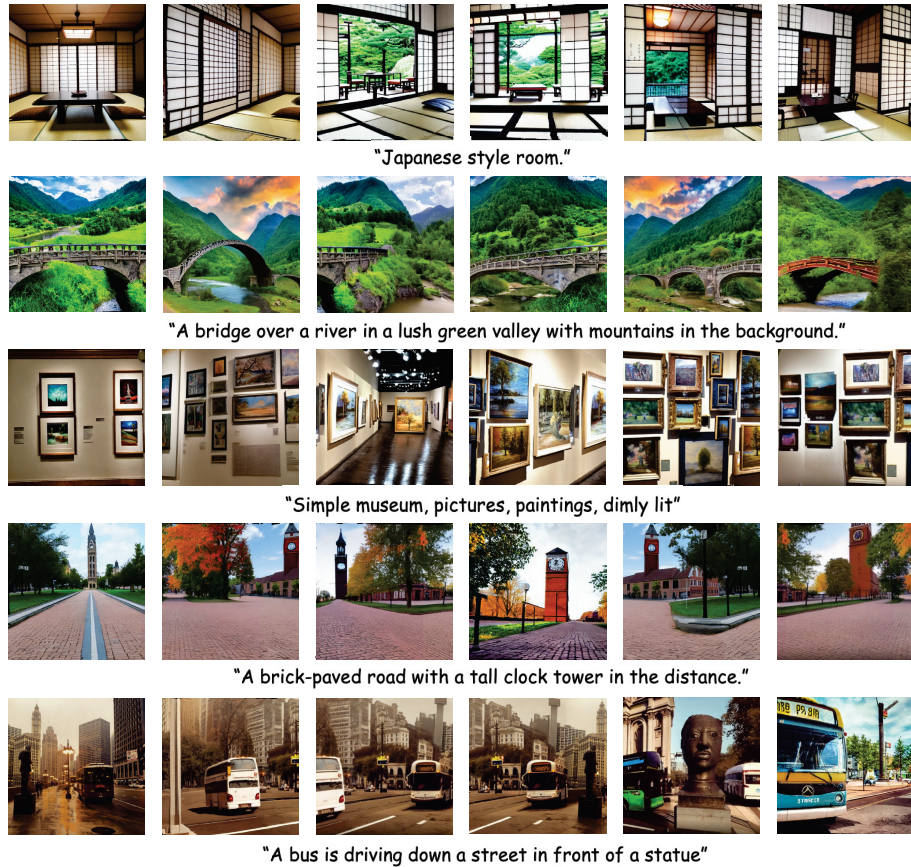 “Japanese style room.”
“A bridge over a river in a lush green valley with mountains in the background.”
“Simple museum, pictures, paintings, dimly lit”
“A brick-paved road with a tall clock tower in the distance.”
“A bus is driving down a street in front of a statue”